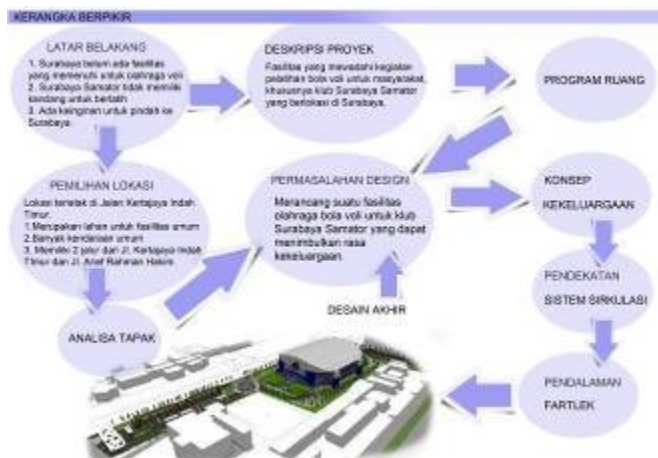 KERANGKA BERPIKIR
LATAR BELAKANG
1. Surabaya belum ada fasilitas
yang memenuhi untuk olahraga voli
2. Surabaya Samator tidak memiliki
kandang untuk berlatih
3. Ada keinginan untuk pindah ke
Surabaya
DESKRIPSI PROYEK
Fasilitas yang mewadahi kegiatan
pelatihan bola voli untuk masyarakat,
khususnya klub Surabaya Samator
yang berlokasi di Surabaya.
PROGRAM RUANG
PEMILIHAN LOKASI
Lokasi terletak di Jalan Kertajaya Indah
Timur.
1.Merupakan lahan untuk fasilitas umum
2.Banyak kendaraan umum
3. Memiliki 2 jalur dari Jl. Kertajaya Indah
Timur dan Jl. Arief Rahman Hakim.
PERMASALAHAN DESIGN
Merancang suatu fasilitas
olahraga bola voli untuk klub
Surabaya Samator yang dapat
menimbulkan rasa
kekeluargaan.
KONSEP
KEKELUARGAAN
PENDEKATAN
SISTEM SIRKULASI
DESAIN AKHIR
ANALISA TAPAK
PENDALAMAN
FARTLEK